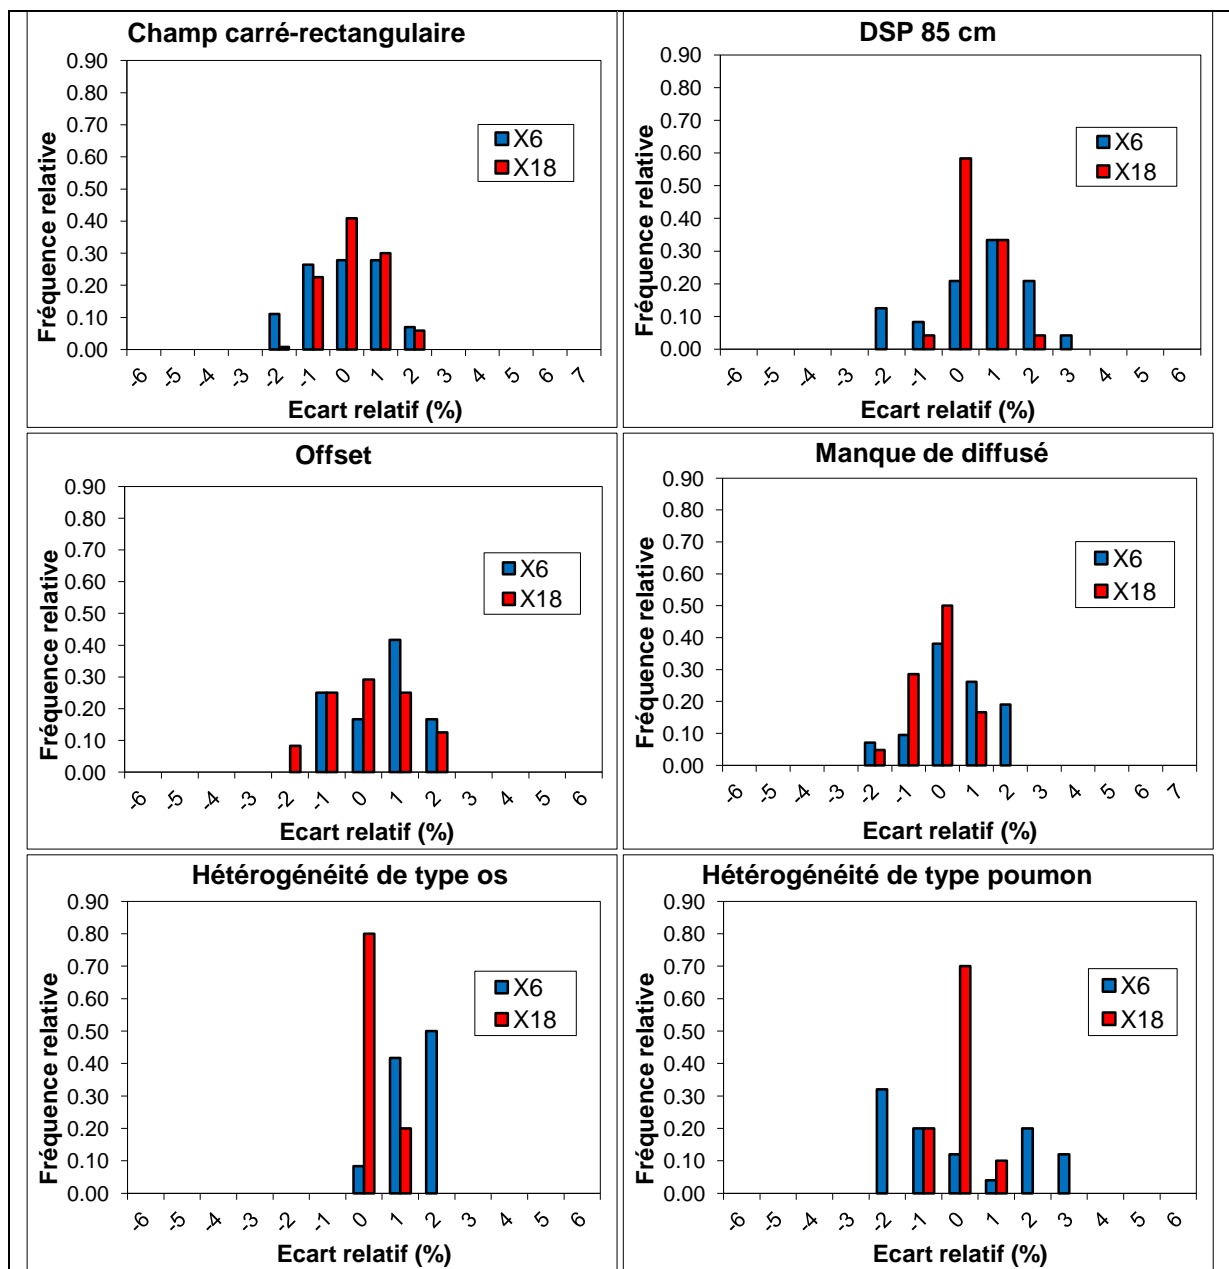 Champ carré-rectangulaire
Fréquence relative
0.90
0.80
0.70
0.60
0.50
0.40
0.30
0.20
0.10
0.00
X6
X18
-6 -5 -4 -3 -2 -1 0 1 2 3 4 5 6 7
Ecart relatif (%)
DSP 85 cm
Fréquence relative
0.90
0.80
0.70
0.60
0.50
0.40
0.30
0.20
0.10
0.00
X6
X18
-6 -5 -4 -3 -2 -1 0 1 2 3 4 5 6
Ecart relatif (%)
Offset
Fréquence relative
0.90
0.80
0.70
0.60
0.50
0.40
0.30
0.20
0.10
0.00
X6
X18
-6 -5 -4 -3 -2 -1 0 1 2 3 4 5 6
Ecart relatif (%)
Manque de diffusé
Fréquence relative
0.90
0.80
0.70
0.60
0.50
0.40
0.30
0.20
0.10
0.00
X6
X18
-6 -5 -4 -3 -2 -1 0 1 2 3 4 5 6 7
Ecart relatif (%)
Hétérogénéité de type os
Fréquence relative
0.90
0.80
0.70
0.60
0.50
0.40
0.30
0.20
0.10
0.00
X6
X18
-6 -5 -4 -3 -2 -1 0 1 2 3 4 5 6
Ecart relatif (%)
Hétérogénéité de type poumon
Fréquence relative
0.90
0.80
0.70
0.60
0.50
0.40
0.30
0.20
0.10
0.00
X6
X18
-6 -5 -4 -3 -2 -1 0 1 2 3 4 5 6
Ecart relatif (%)